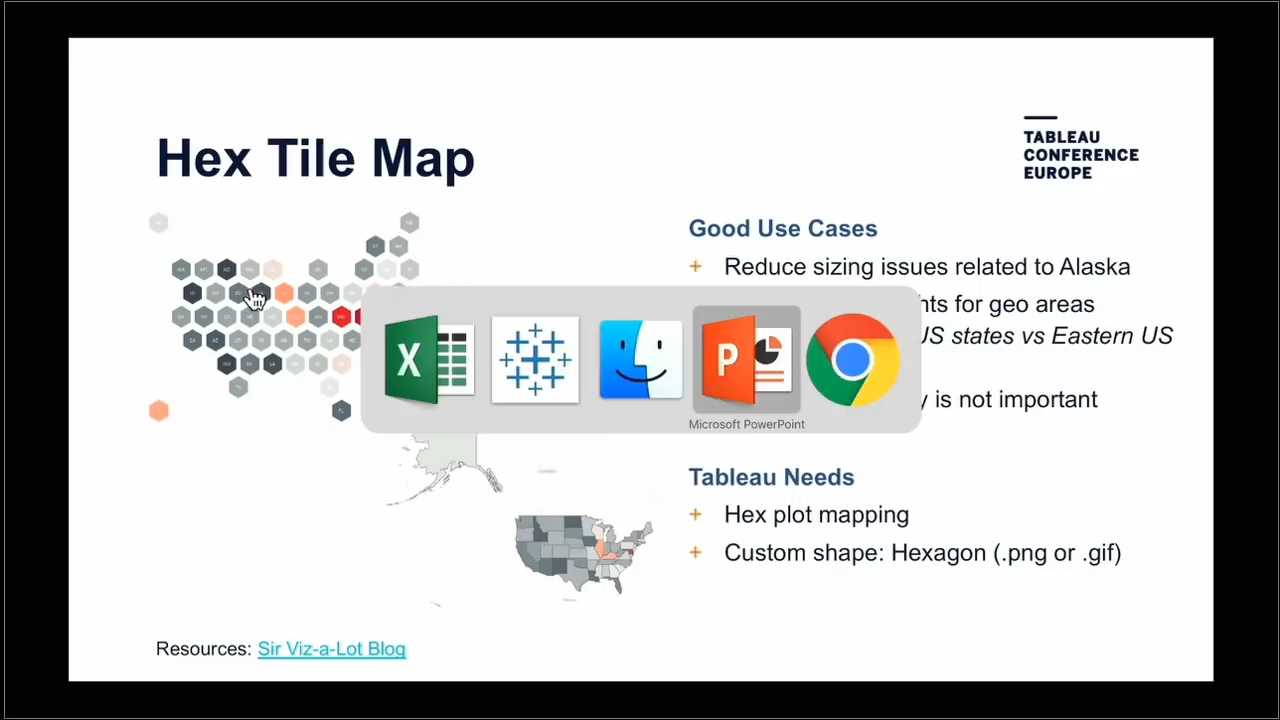 Hex Tile Map
TABLEAU
CONFERENCE
EUROPE
Good Use Cases
+ Reduce sizing issues related to Alaska
for geo areas
US states vs Eastern US
is not important
Microsoft PowerPoint
Tableau Needs
+ Hex plot mapping
+ Custom shape: Hexagon (.png or .gif)
Resources: Sir Viz-a-Lot Blog